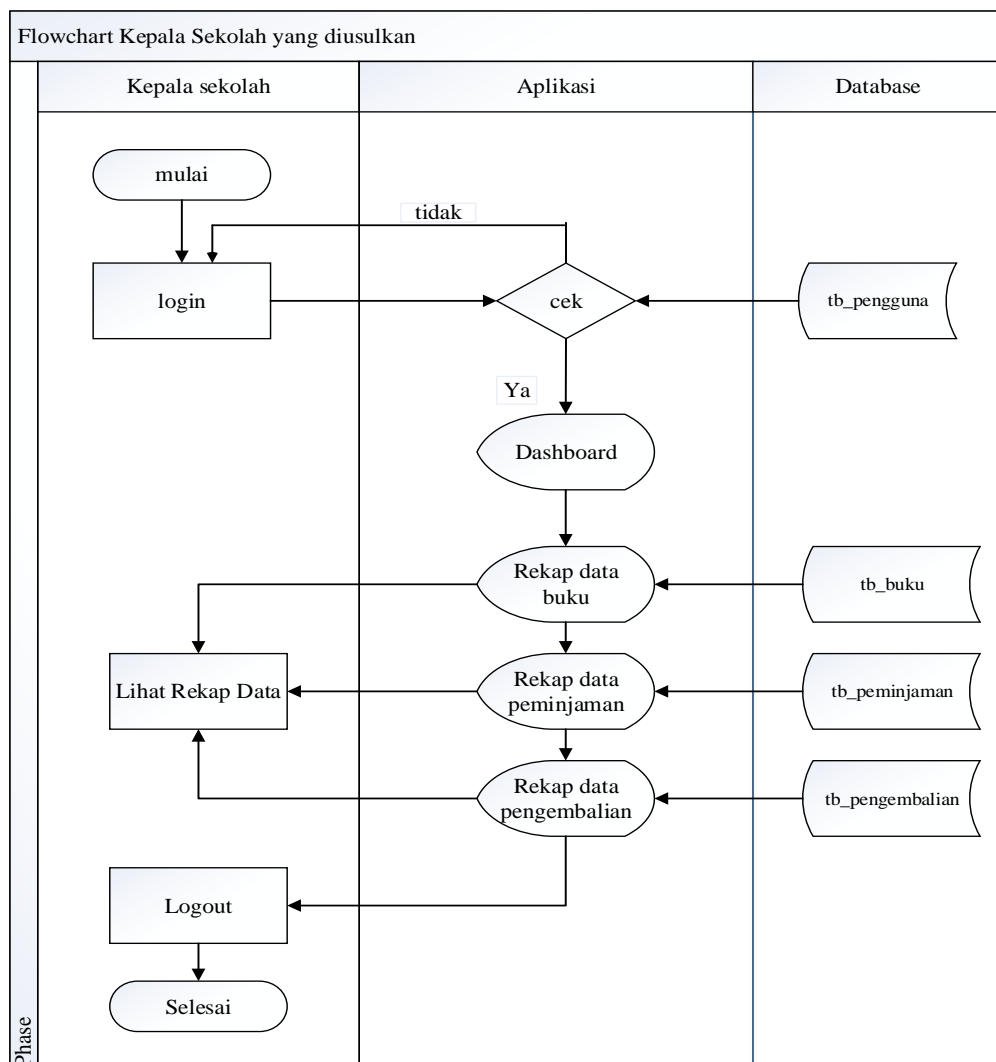 Flowchart Kepala Sekolah yang diusulkan
Kepala sekolah
Aplikasi
Database
mulai
tidak
login
cek
tb_pengguna
Ya
Dashboard
Rekap data
buku
tb_buku
Lihat Rekap Data
Rekap data
peminjaman
tb_peminjaman
Rekap data
pengembalian
tb_pengembalian
Logout
Selesai
Phase